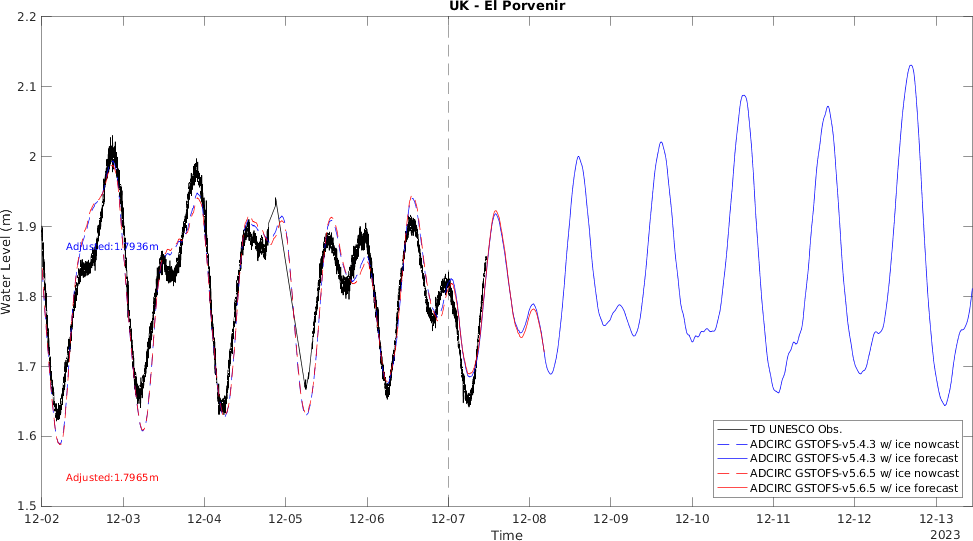 UK - El Porvenir
2.2
2.1
2
1.9
1.8
1.7
1.6
1.5
Water Level (m)
Adjusted:1.7936m
Adjusted:1.7965m
TD UNESCO Obs.
ADCIRC GSTOFS-v5.4.3 w/ ice nowcast
ADCIRC GSTOFS-v5.4.3 w/ ice forecast
ADCIRC GSTOFS-v5.6.5 w/ ice nowcast
ADCIRC GSTOFS-v5.6.5 w/ ice forecast
12-02 12-03 12-04 12-05 12-06 12-07 12-08 12-09 12-10 12-11 12-12 12-13
Time
2023